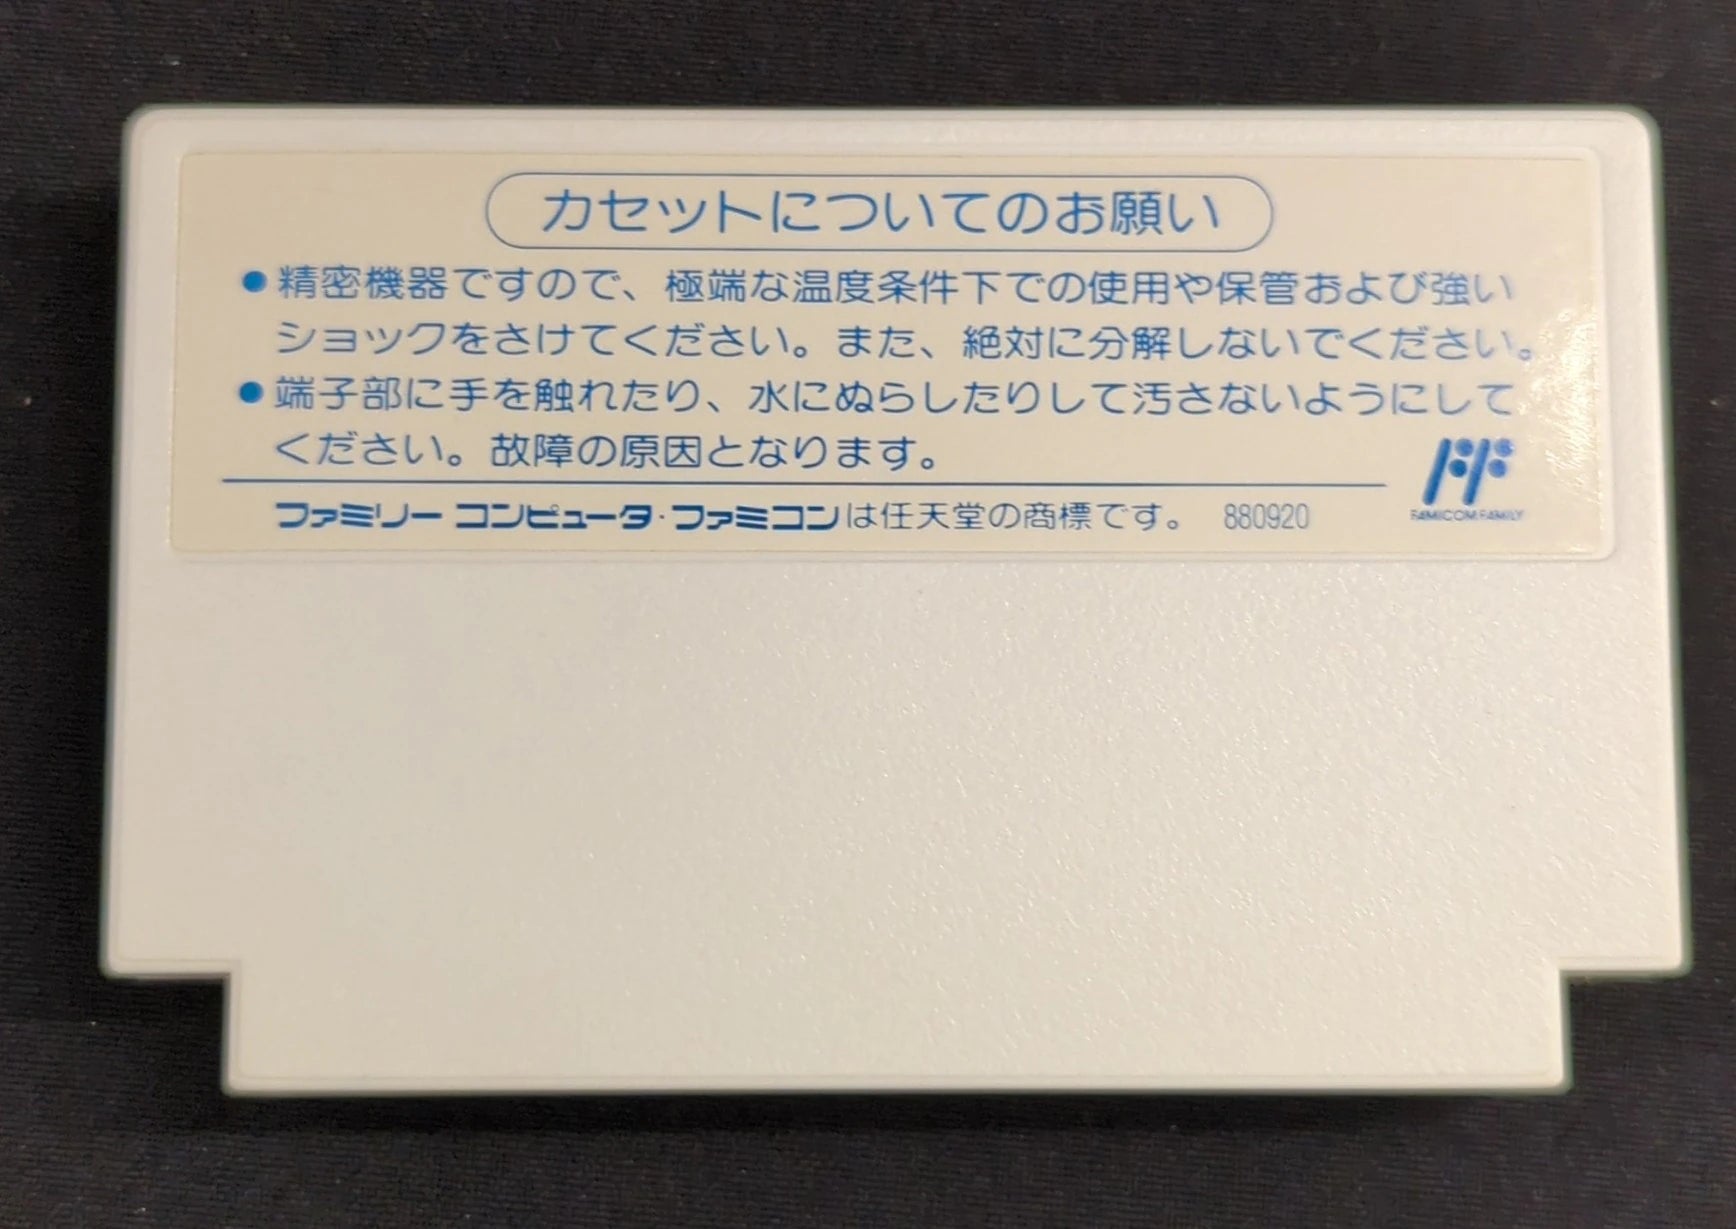 カセットについてのお願い
●精密機器ですので、極端な温度条件下での使用や保管および強い
ショックをさけてください。また、絶対に分解しないでください。
●端子部に手を触れたり、水にぬらしたりして汚さないようにして
ください。故障の原因となります。
ファミリー コンピュータ・ファミコンは任天堂の商標です。 880920
FAMICOM FAMILY